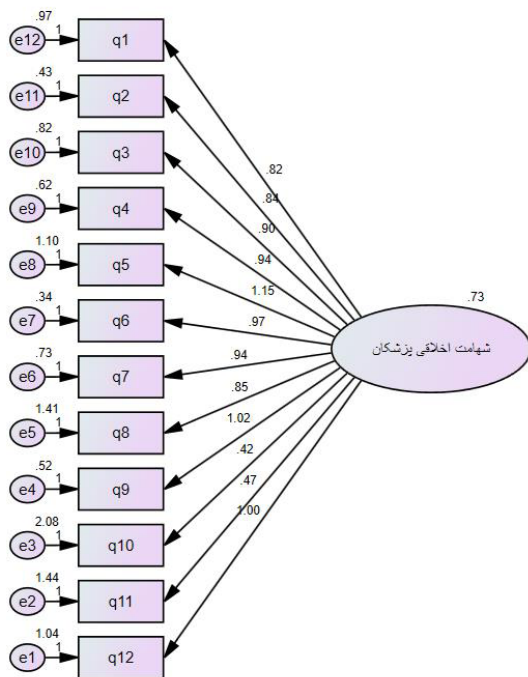 .97
e12 1 q1
.43
e11 1 q2
.82
e10 1 q3
.62
e9 1 q4
1.10
e8 1 q5
.34
e7 1 q6
.73
e6 1 q7
1.41
e5 1 q8
.52
e4 1 q9
2.08
e3 1 q10
1.44
e2 1 q11
1.04
e1 1 q12
.82
.84
.90
.94
1.15
.97
.94
.85
1.02
.42
.47
1.00
.73
شهامت اخلاقی پزشکان